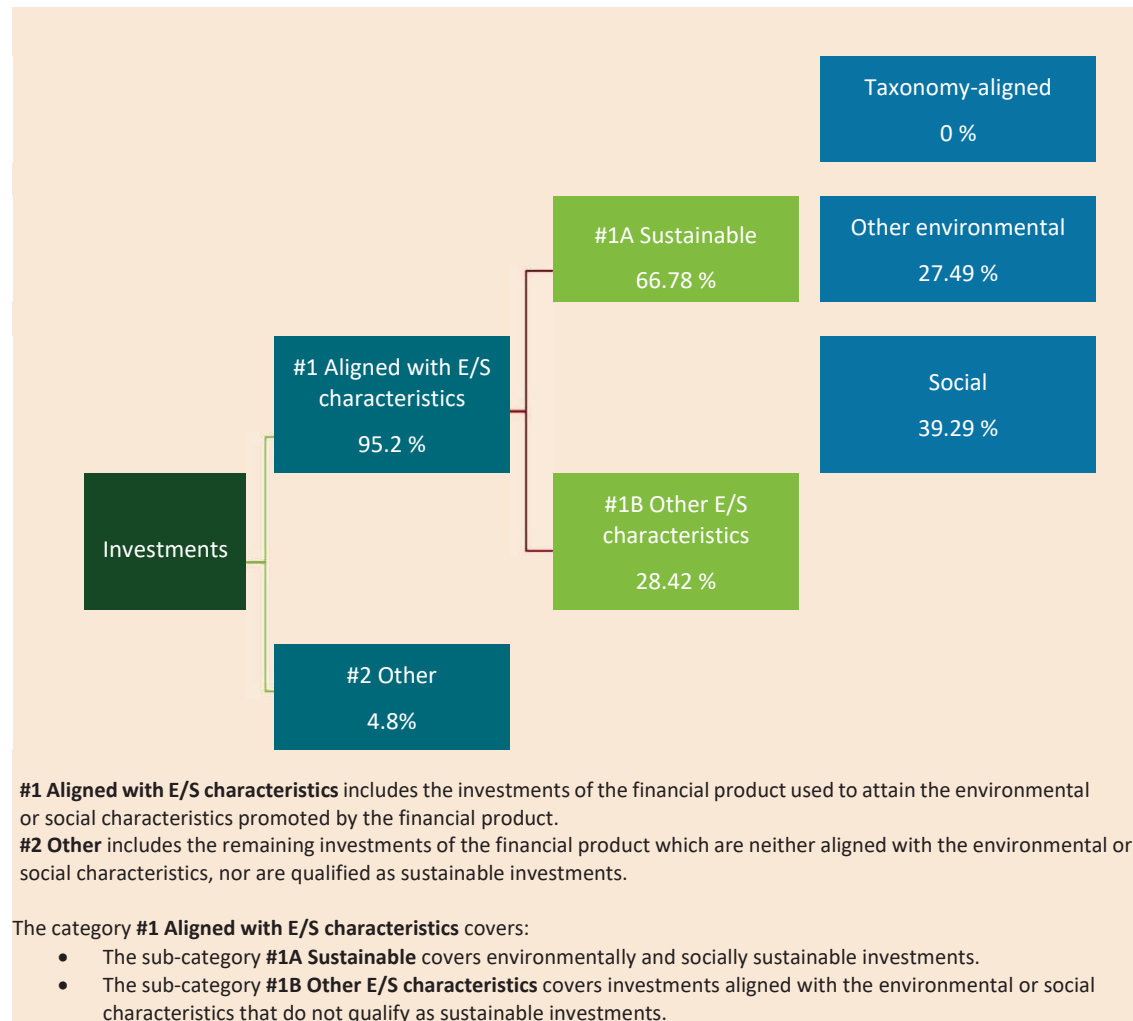 Taxonomy-aligned
0 %
#1A Sustainable
66.78 %
Other environmental
27.49 %
#1 Aligned with E/S
characteristics
95.2 %
Social
39.29 %
Investments
#1B Other E/S
characteristics
28.42 %
#2 Other
4.8%
#1 Aligned with E/S characteristics includes the investments of the financial product used to attain the environmental
or social characteristics promoted by the financial product.
#2 Other includes the remaining investments of the financial product which are neither aligned with the environmental or
social characteristics, nor are qualified as sustainable investments.
The category #1 Aligned with E/S characteristics covers:
• The sub-category #1A Sustainable covers environmentally and socially sustainable investments.
• The sub-category #1B Other E/S characteristics covers investments aligned with the environmental or social
characteristics that do not qualify as sustainable investments.